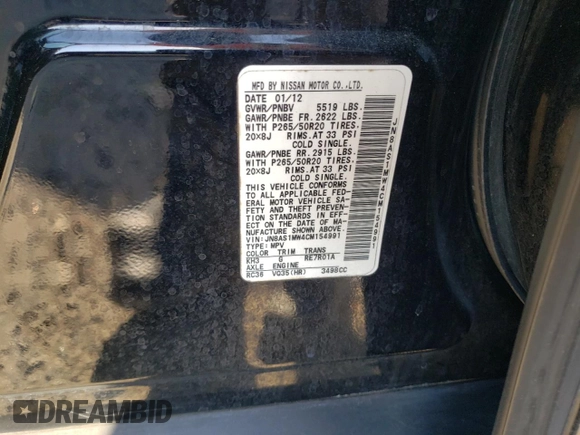 MFD BY NISSAN MOTOR CO.,LTD.
DATE 01/12
GVWR/PNBV 5519 LBS.
GAWR/PNBE FR. 2622 LBS.
WITH P265/50R20 TIRES.
20X8J RIMS.AT 33 PSI
COLD SINGLE.
GAWR/PNBE RR. 2915 LBS.
WITH P265/50R20 TIRES.
20X8J RIMS.AT 33 PSI
COLD SINGLE.
THIS VEHICLE CONFORMS
TO ALL APPLICABLE FED-
ERAL MOTOR VEHICLE SA-
FETY AND THEFT PREVEN-
TION STANDARDS IN EFF-
ECT ON THE DATE OF MA-
NUFACTURE SHOWN ABOVE.
VIN: JN8AS1MW4CM154991
TYPE: MPV
COLOR TRIM TRANS
KH3 G RE7R01A
AXLE ENGINE
RC38 VQ35(HR) 3498CC
JN8AS1MW4CM154991
DREAMBID